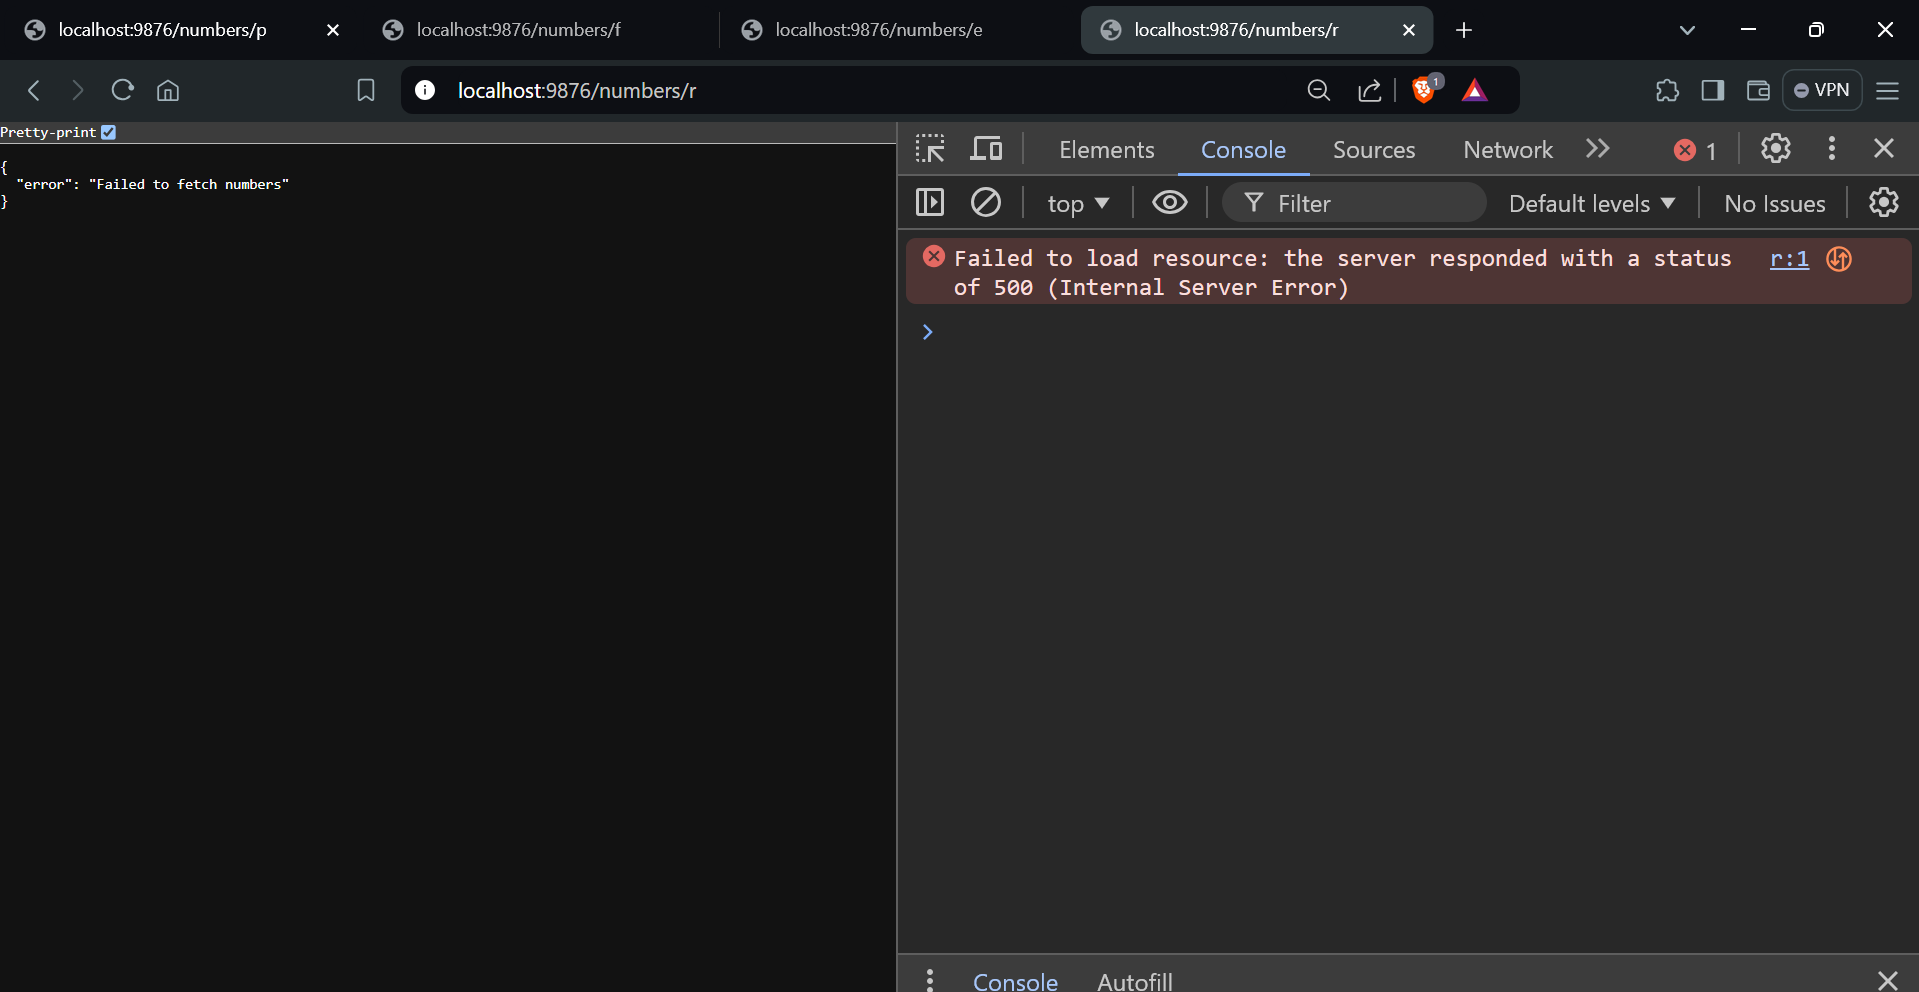 localhost:9876/numbers/p
localhost:9876/numbers/f
localhost:9876/numbers/e
localhost:9876/numbers/r
localhost:9876/numbers/r
1
VPN
Pretty-print
{
"error": "Failed to fetch numbers"
}
Elements
Console
Sources
Network
1
top
Filter
Default levels
No Issues
Failed to load resource: the server responded with a status
r:1
of 500 (Internal Server Error)
Console
Autofill